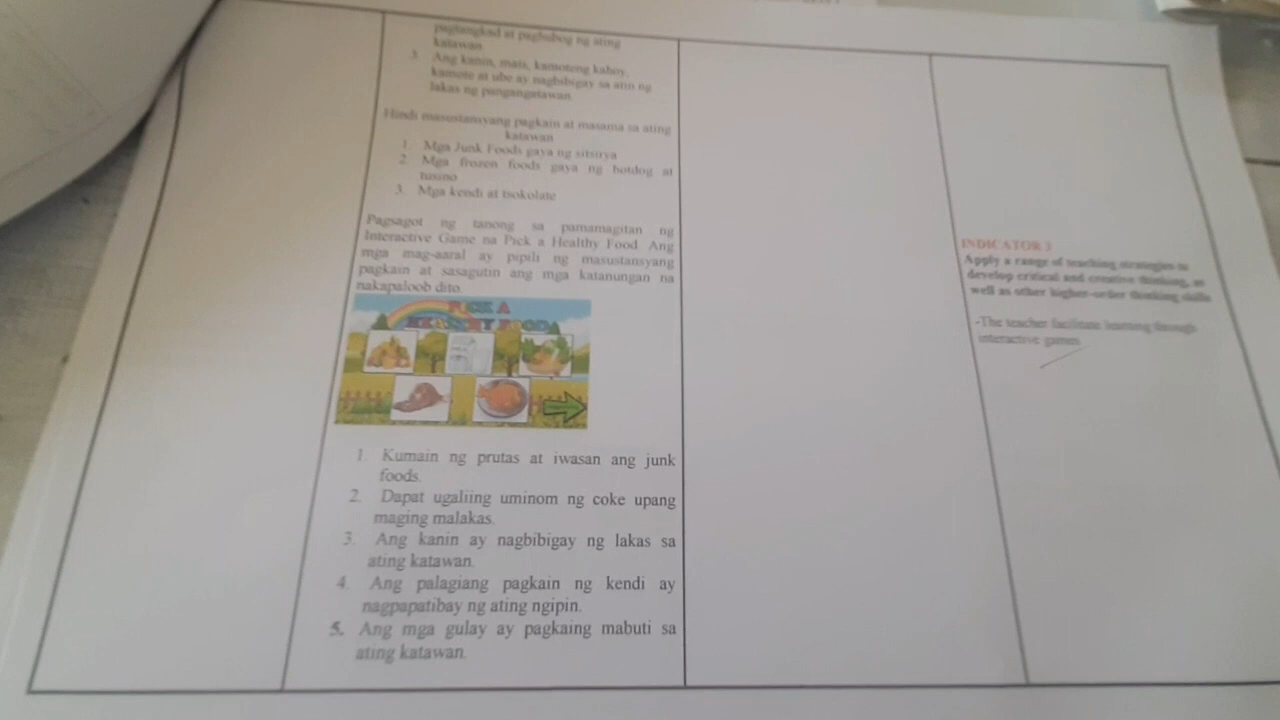 pagtangkad at pagbubog ng ating
katawan
3. Ang kanin, mais, kamoteng kahoy,
kamote at ube ay nagbibigay sa atin ng
lakas ng pangangatawan
Hindi masustansyang pagkain at masama sa ating
katawan
1. Mga Junk Foods gaya ng sitsirya
2. Mga frozen foods gaya ng hotdog at
tusino
3. Mga kendi at tsokolate
Pagsagot ng tanong sa pamamagitan ng
Interactive Game na Pick a Healthy Food. Ang
mga mag-aaral ay pipili ng masustansyang
pagkain at sasagutin ang mga katanungan na
nakapaloob dito.
PICK A
HEALTHY FOOD
1. Kumain ng prutas at iwasan ang junk
foods.
2. Dapat ugaliing uminom ng coke upang
maging malakas.
3. Ang kanin ay nagbibigay ng lakas sa
ating katawan.
4. Ang palagiang pagkain ng kendi ay
nagpapatibay ng ating ngipin.
5. Ang mga gulay ay pagkaing mabuti sa
ating katawan.
INDICATOR 3
Apply a range of teaching strategies to
develop critical and creative thinking, as
well as other higher-order thinking skills
-The teacher facilitate learning through
interactive games